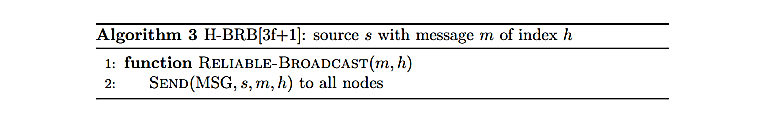 Algorithm 3 H-BRB[3f+1]: source s with message m of index h
1: function RELIABLE-BROADCAST(m, h)
2: SEND(MSG, s, m, h) to all nodes